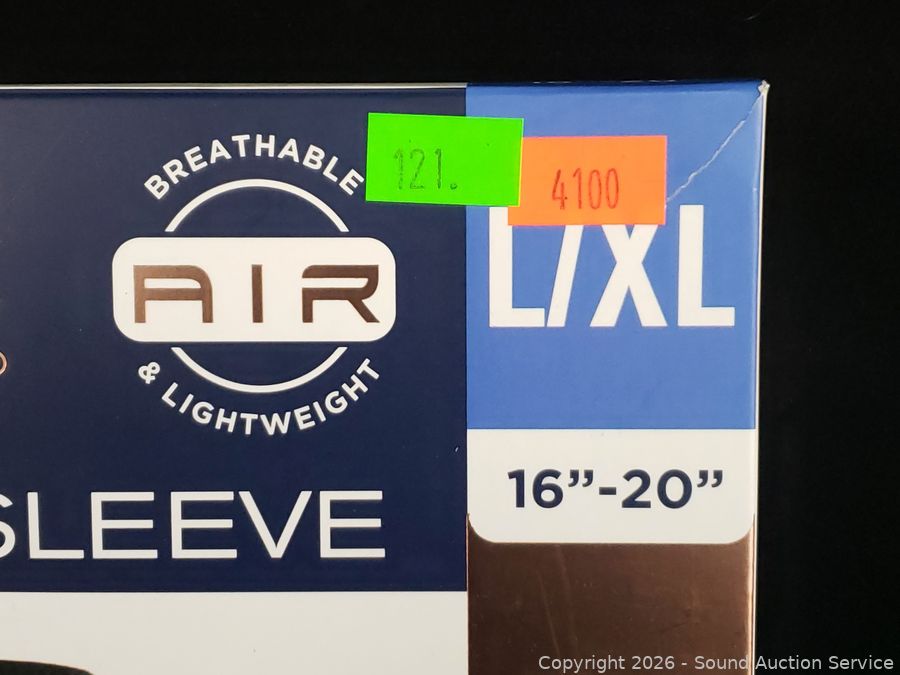 BREATHABLE
AIR
& LIGHTWEIGHT
SLEEVE
121.
4100
L/XL
16”-20”
Copyright 2026 - Sound Auction Service